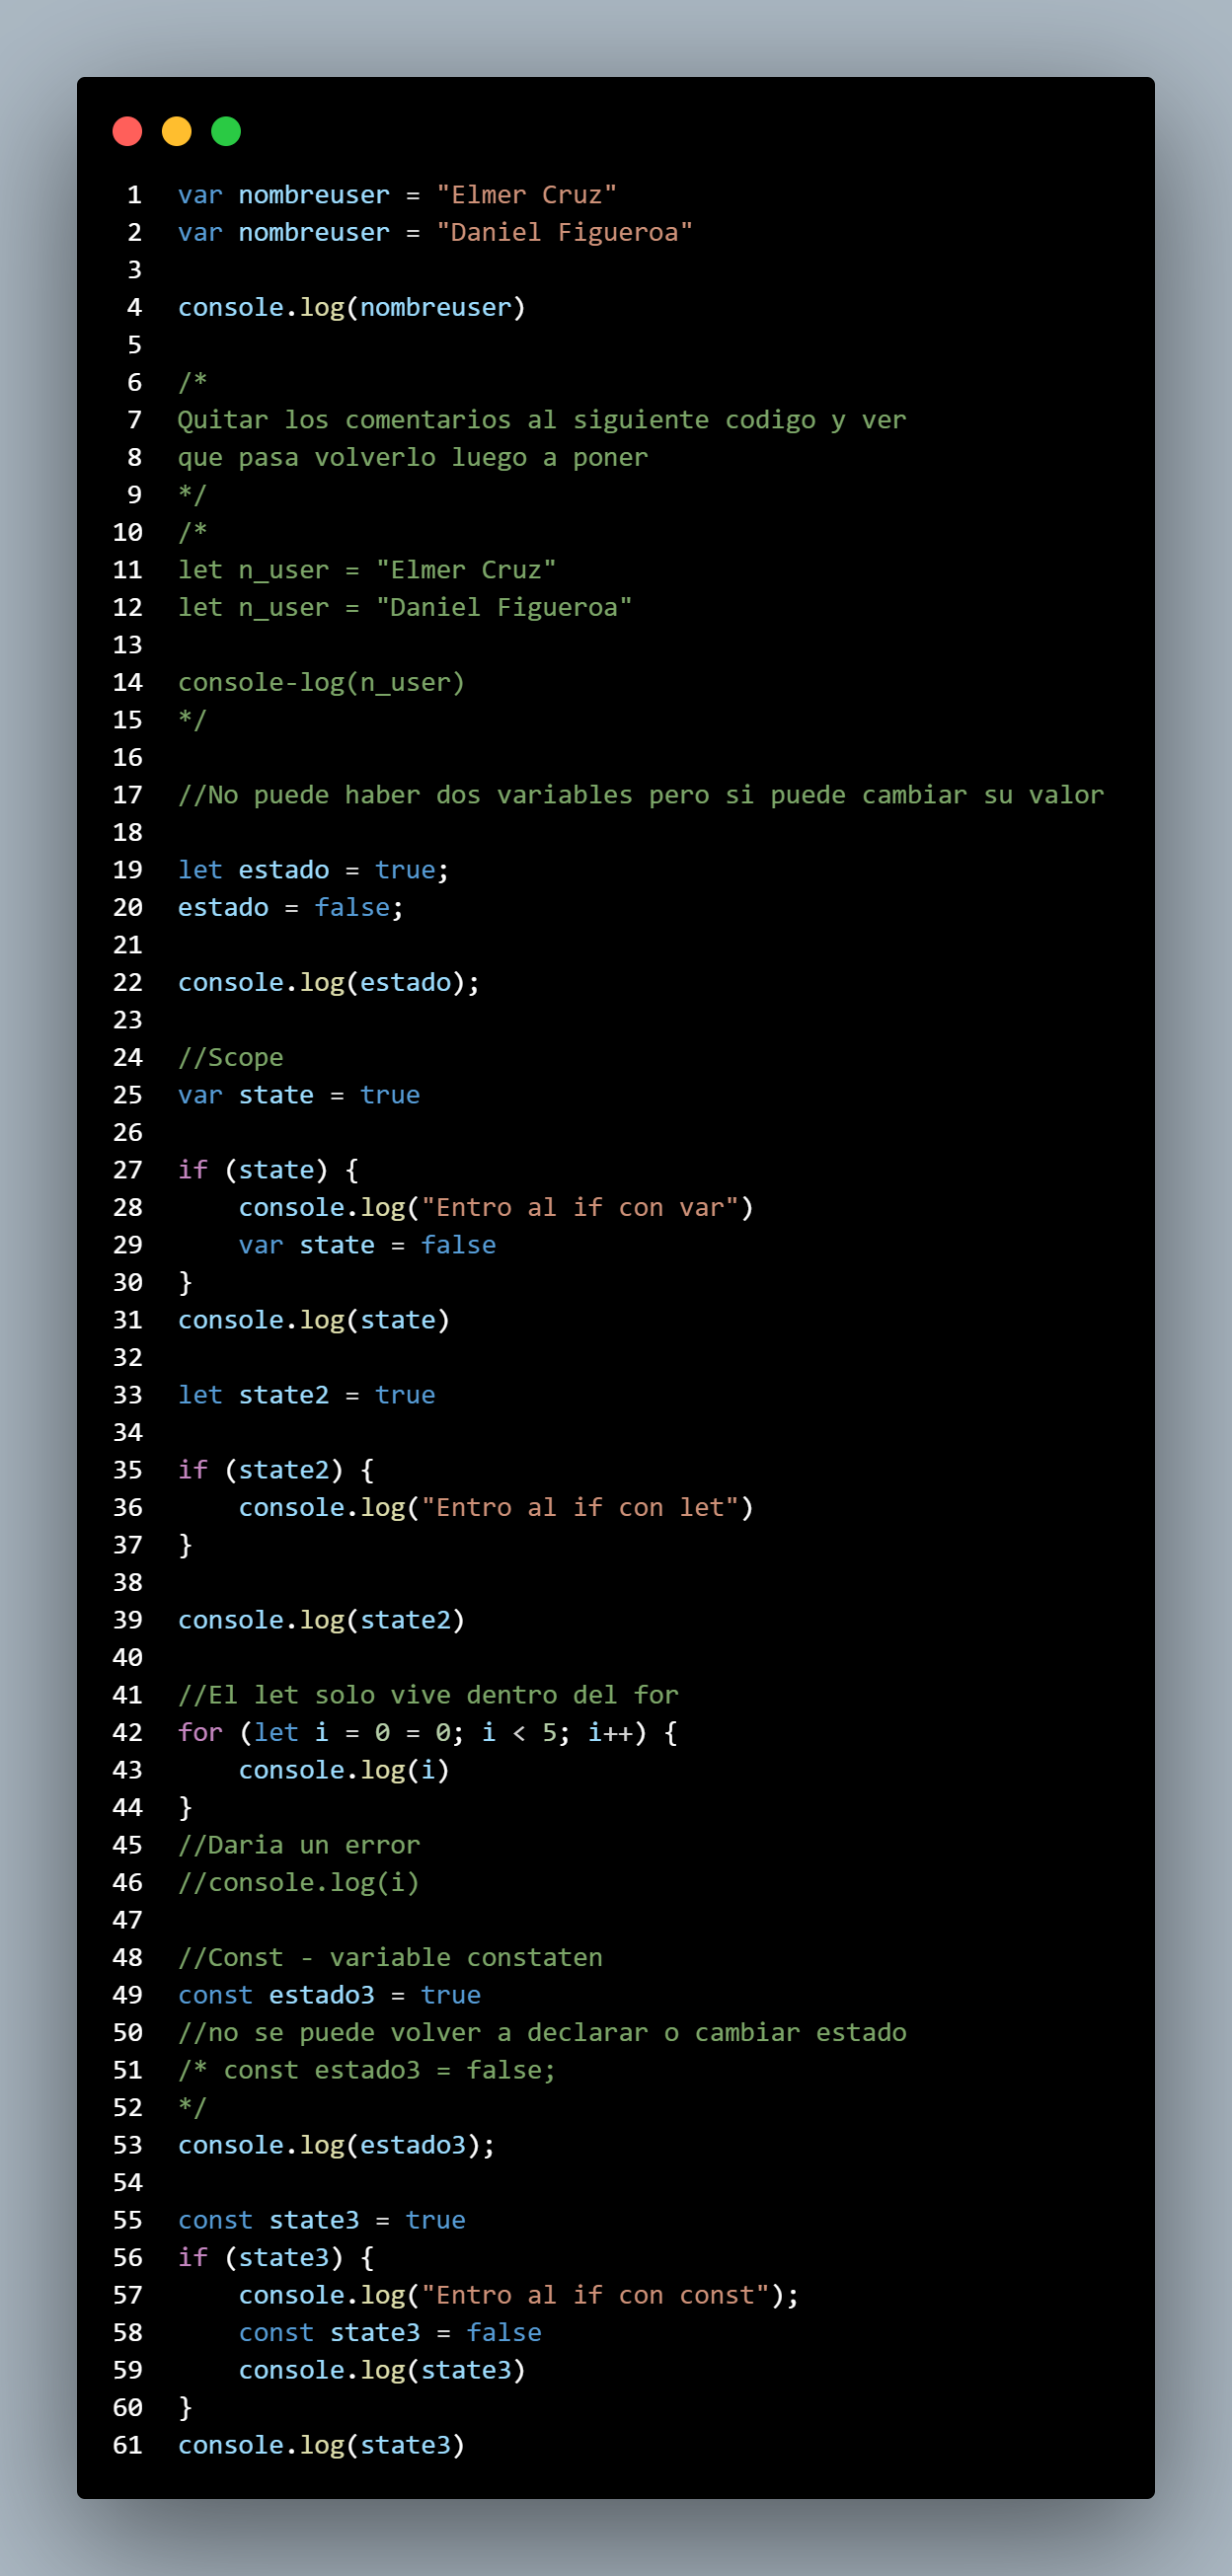 1 var nombreuser = "Elmer Cruz"
2 var nombreuser = "Daniel Figueroa"
3
4 console.log(nombreuser)
5
6 /*
7 Quitar los comentarios al siguiente codigo y ver
8 que pasa volverlo luego a poner
9 */
10 /*
11 let n_user = "Elmer Cruz"
12 let n_user = "Daniel Figueroa"
13
14 console-log(n_user)
15 */
16
17 //No puede haber dos variables pero si puede cambiar su valor
18
19 let estado = true;
20 estado = false;
21
22 console.log(estado);
23
24 //Scope
25 var state = true
26
27 if (state) {
28     console.log("Entro al if con var")
29     var state = false
30 }
31 console.log(state)
32
33 let state2 = true
34
35 if (state2) {
36     console.log("Entro al if con let")
37 }
38
39 console.log(state2)
40
41 //El let solo vive dentro del for
42 for (let i = 0 = 0; i < 5; i++) {
43     console.log(i)
44 }
45 //Daria un error
46 //console.log(i)
47
48 //Const - variable constaten
49 const estado3 = true
50 //no se puede volver a declarar o cambiar estado
51 /* const estado3 = false;
52 */
53 console.log(estado3);
54
55 const state3 = true
56 if (state3) {
57     console.log("Entro al if con const");
58     const state3 = false
59     console.log(state3)
60 }
61 console.log(state3)